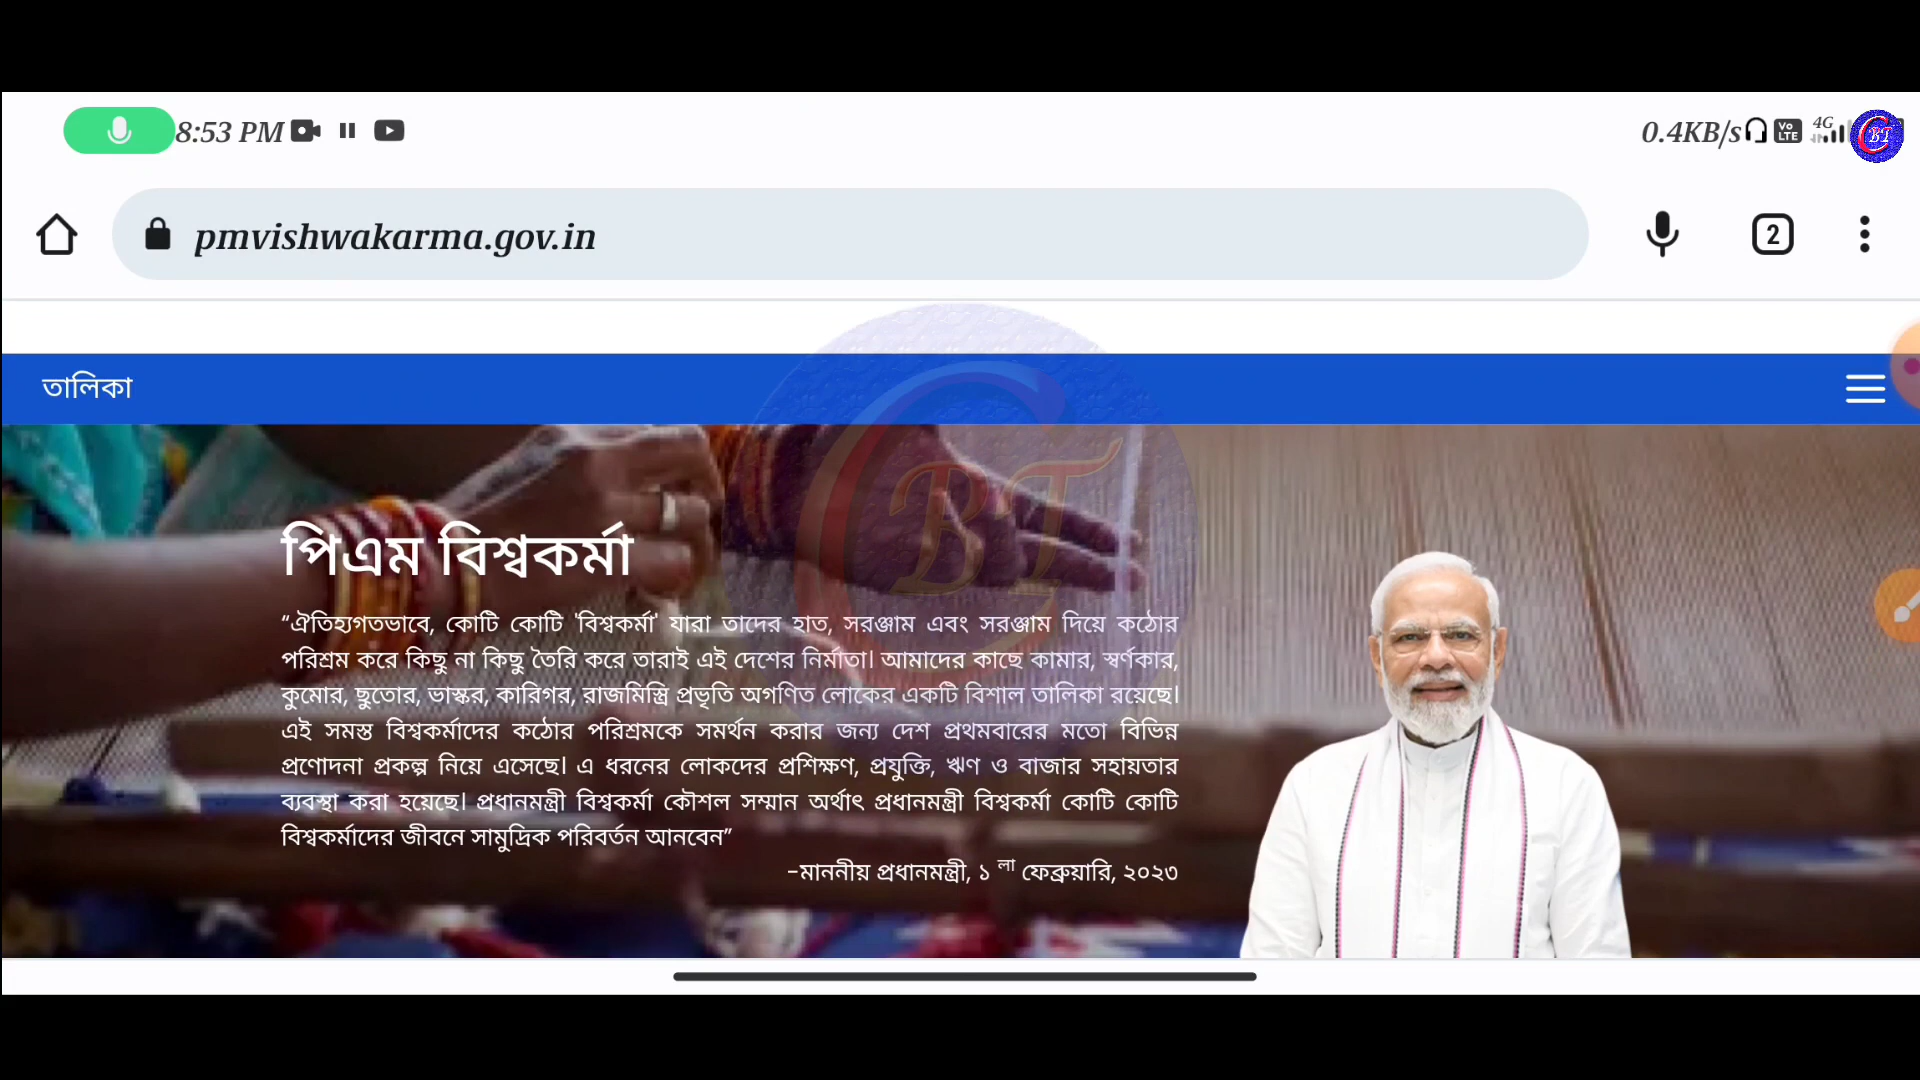 8:53 PM
0.4KB/s Vo LTE 4G
CBT
pmvishwakarma.gov.in
2
তালিকা
CBT
পিএম বিশ্বকর্মা
“ঐতিহ্যগতভাবে, কোটি কোটি 'বিশ্বকর্মা' যারা তাদের হাত, সরঞ্জাম এবং সরঞ্জাম দিয়ে কঠোর
পরিশ্রম করে কিছু না কিছু তৈরি করে তারাই এই দেশের নির্মাতা। আমাদের কাছে কামার, স্বর্ণকার,
কুমোর, ছুতোর, ভাস্কর, কারিগর, রাজমিস্ত্রি প্রভৃতি অগণিত লোকের একটি বিশাল তালিকা রয়েছে।
এই সমস্ত বিশ্বকর্মাদের কঠোর পরিশ্রমকে সমর্থন করার জন্য দেশ প্রথমবারের মতো বিভিন্ন
প্রণোদনা প্রকল্প নিয়ে এসেছে। এ ধরনের লোকদের প্রশিক্ষণ, প্রযুক্তি, ঋণ ও বাজার সহায়তার
ব্যবস্থা করা হয়েছে। প্রধানমন্ত্রী বিশ্বকর্মা কৌশল সম্মান অর্থাৎ প্রধানমন্ত্রী বিশ্বকর্মা কোটি কোটি
বিশ্বকর্মাদের জীবনে সামুদ্রিক পরিবর্তন আনবেন”
-মাননীয় প্রধানমন্ত্রী, ১ লা ফেব্রুয়ারি, ২০২৩